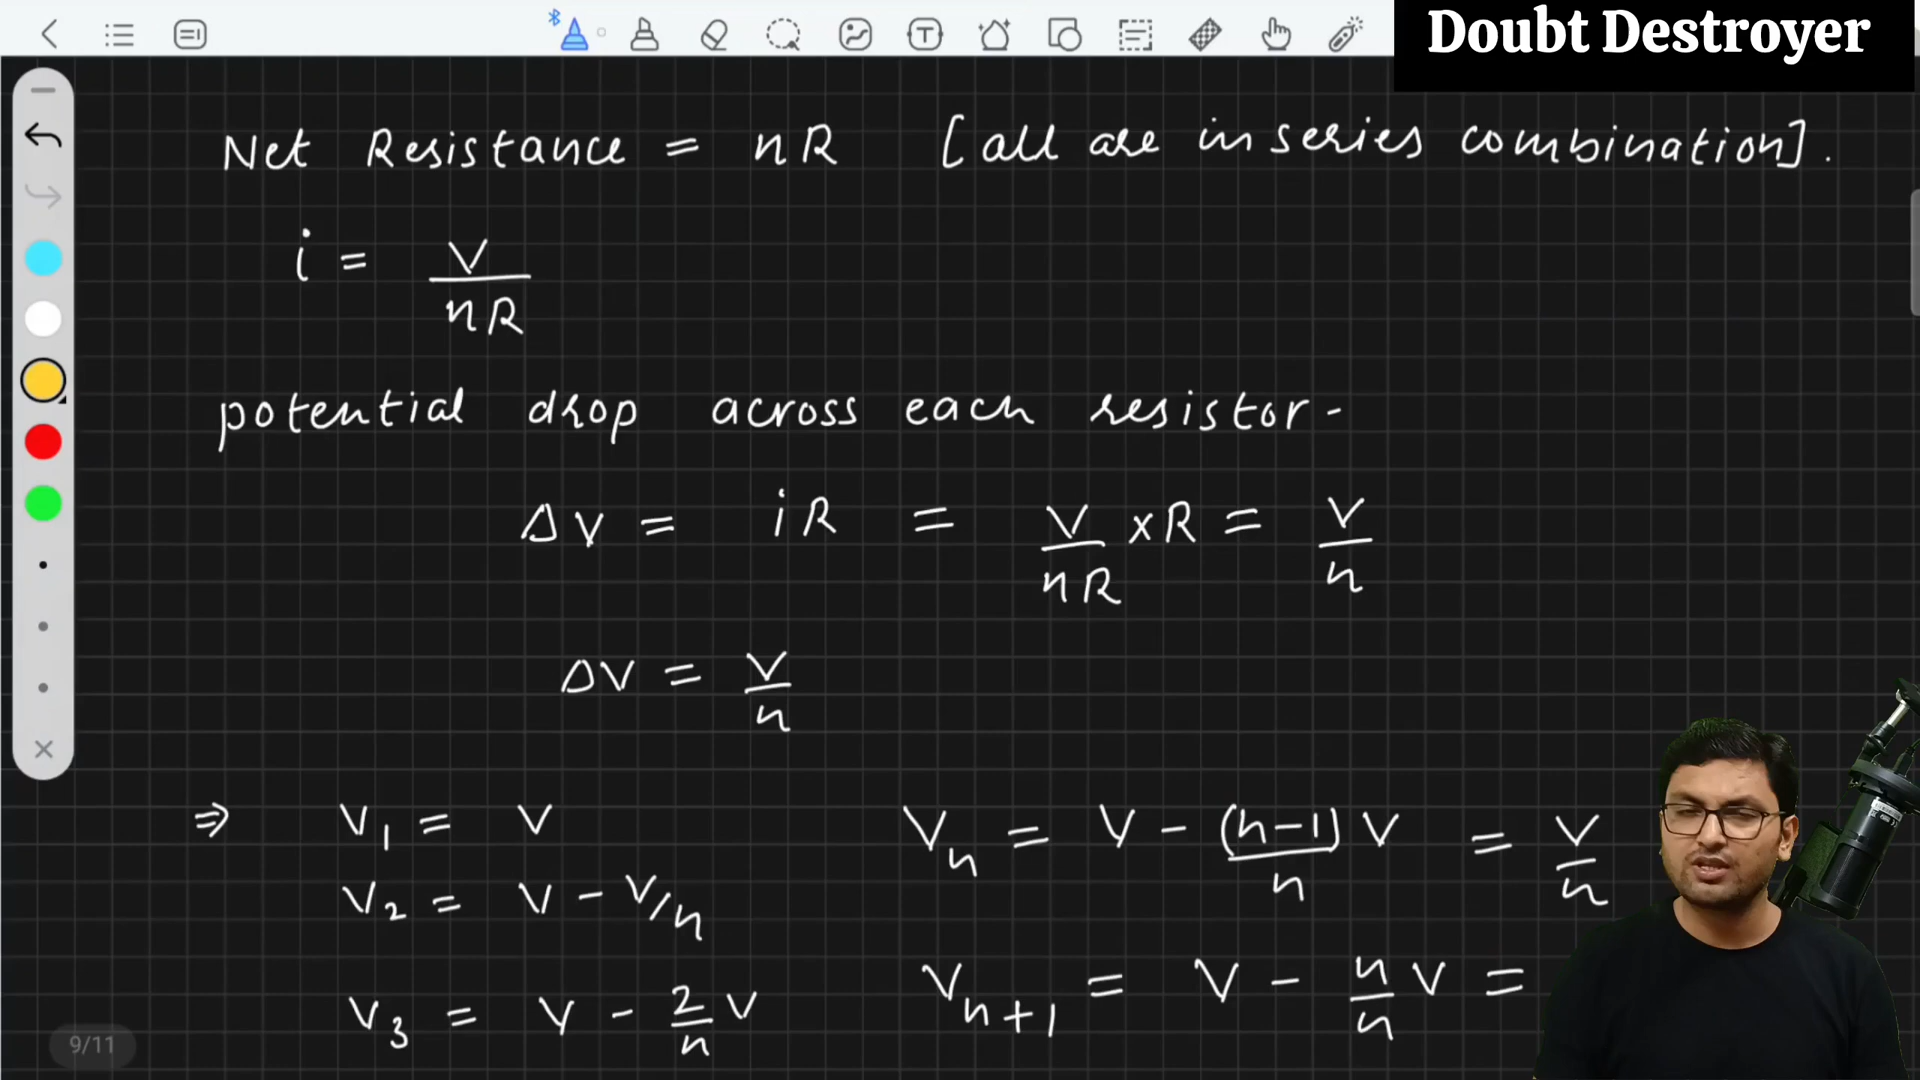 Doubt Destroyer
Net Resistance = nR [all are in series combination].
i = V/nR
potential drop across each resistor-
ΔV = iR = V/nR × R = V/n
ΔV = V/n
⇒ V₁ = V
V₂ = V - V/n
V₃ = V - 2/n V
Vₙ = V - (n-1)/n V = V/n
Vₙ₊₁ = V - n/n V =
9/11